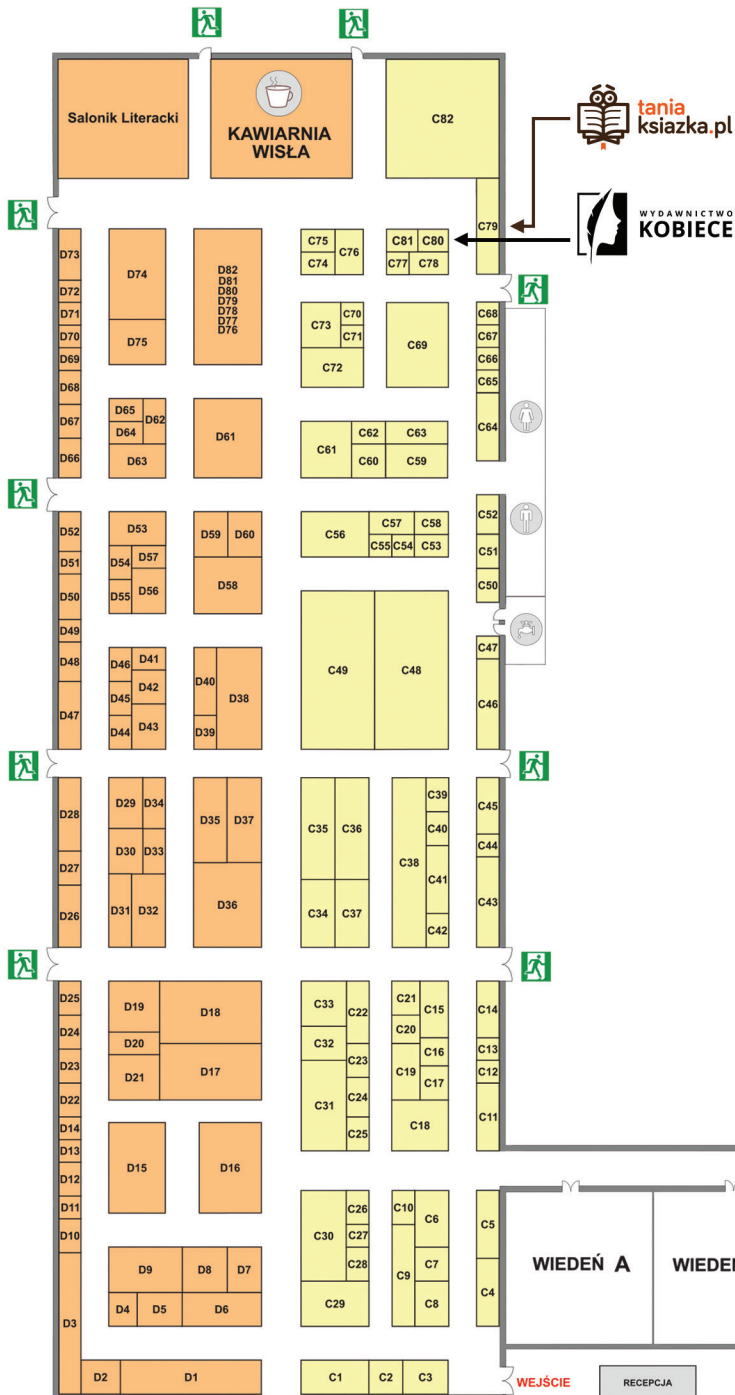 Salonik Literacki
KAWIARNIA
WISŁA
C82
tania
ksiazka.pl
C79
WYDAWNICTWO
KOBIECE
D73
D74
D82
D81
D80
D79
D78
D77
D76
C75
C76
C74
C81
C80
C77
C78
D72
D71
D70
D69
D68
D75
C73
C70
C71
C72
C69
C68
C67
C66
C65
C64
D67
D66
D65
D62
D64
D63
D61
C61
C62
C63
C60
C59
D52
D51
D50
D49
D48
D47
D53
D54
D57
D55
D56
D59
D60
D58
C56
C57
C58
C55
C54
C53
C52
C51
C50
D46
D41
D45
D42
D44
D43
D40
D38
D39
C49
C48
C47
C46
D28
D27
D26
D29
D34
D30
D33
D31
D32
D35
D37
D36
C35
C36
C34
C37
C38
C39
C40
C41
C42
C45
C44
C43
D25
D24
D23
D22
D14
D13
D12
D11
D10
D3
D19
D18
D20
D21
D17
D15
D16
C33
C22
C32
C23
C31
C24
C25
C21
C15
C20
C16
C19
C17
C18
C14
C13
C12
C11
D9
D8
D7
D4
D5
D6
C30
C26
C27
C28
C29
C10
C6
C9
C7
C8
C5
C4
WIEDEŃ A
WIEDE
D2
D1
C1
C2
C3
WEJŚCIE
RECEPCJA